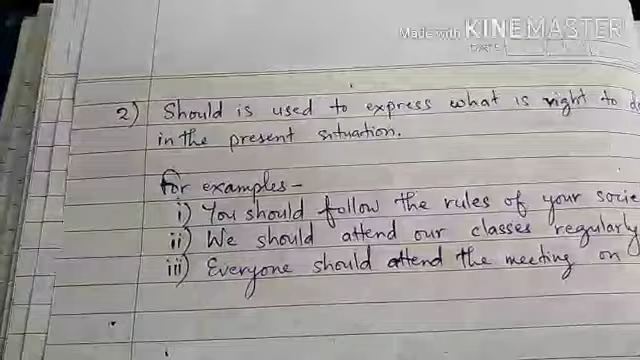 Made with KINEMASTER
DATE
2) Should is used to express what is right to d
in the present situation.
For examples-
i) You should follow the rules of your socie
ii) We should attend our classes regularly
iii) Everyone should attend the meeting on